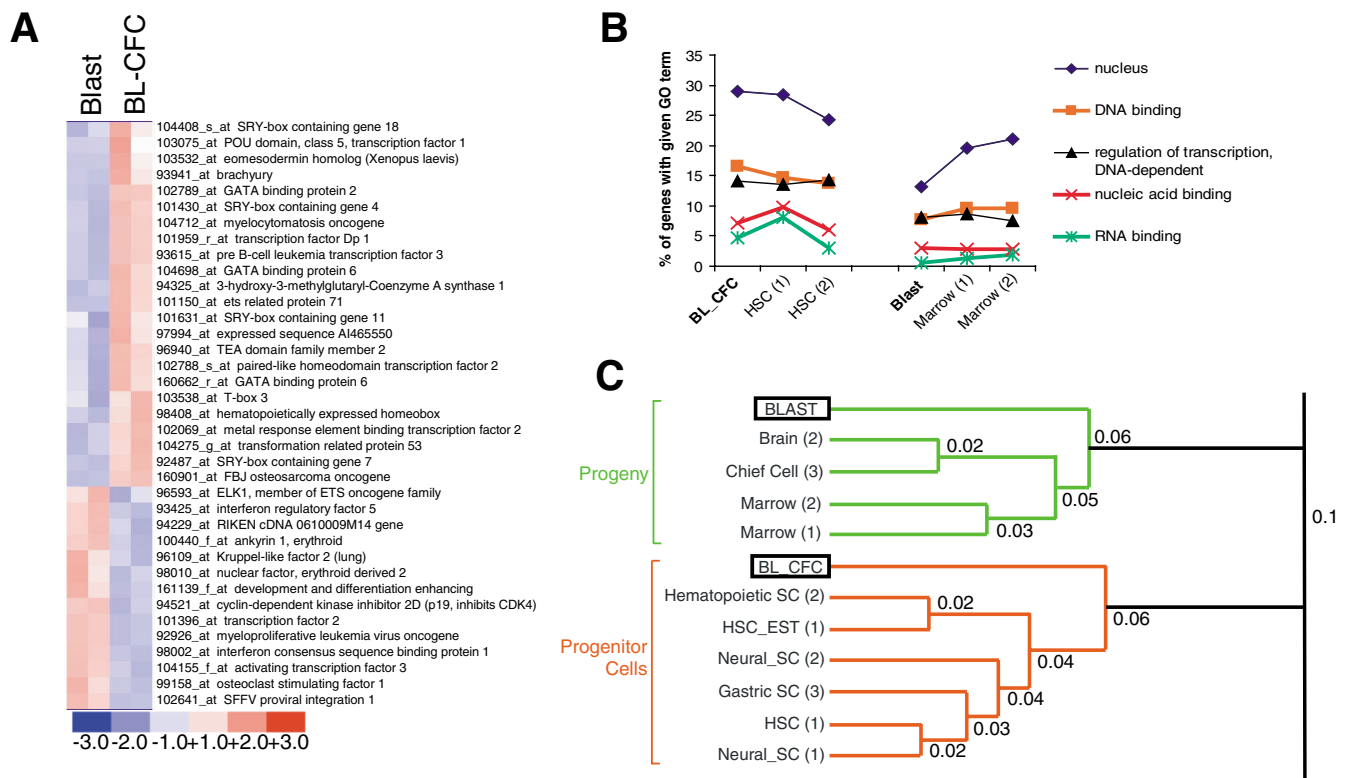 A
Blast
BL-CFC
104408_s_at SRY-box containing gene 18
103075_at POU domain, class 5, transcription factor 1
103532_at eomesodermin homolog (Xenopus laevis)
93941_at brachyury
102789_at GATA binding protein 2
101430_at SRY-box containing gene 4
104712_at myelocytomatosis oncogene
101959_r_at transcription factor Dp 1
93615_at pre B-cell leukemia transcription factor 3
104698_at GATA binding protein 6
94325_at 3-hydroxy-3-methylglutaryl-Coenzyme A synthase 1
101150_at ets related protein 71
101631_at SRY-box containing gene 11
97994_at expressed sequence AI465550
96940_at TEA domain family member 2
102788_s_at paired-like homeodomain transcription factor 2
160662_r_at GATA binding protein 6
103538_at T-box 3
98408_at hematopoietically expressed homeobox
102069_at metal response element binding transcription factor 2
104275_g_at transformation related protein 53
92487_at SRY-box containing gene 7
160901_at FBJ osteosarcoma oncogene
96593_at ELK1, member of ETS oncogene family
93425_at interferon regulatory factor 5
94229_at RIKEN cDNA 0610009M14 gene
100440_f_at ankyrin 1, erythroid
96109_at Kruppel-like factor 2 (lung)
98010_at nuclear factor, erythroid derived 2
161139_f_at development and differentiation enhancing
94521_at cyclin-dependent kinase inhibitor 2D (p19, inhibits CDK4)
101396_at transcription factor 2
92926_at myeloproliferative leukemia virus oncogene
98002_at interferon consensus sequence binding protein 1
104155_f_at activating transcription factor 3
99158_at osteoclast stimulating factor 1
102641_at SFFV proviral integration 1
-3.0 -2.0 -1.0 +1.0 +2.0 +3.0
B
% of genes with given GO term
35
30
25
20
15
10
5
0
BL_CFC
HSC (1)
HSC (2)
Blast
Marrow (1)
Marrow (2)
nucleus
DNA binding
regulation of transcription,
DNA-dependent
nucleic acid binding
RNA binding
C
Progeny
BLAST
Brain (2)
Chief Cell (3)
Marrow (2)
Marrow (1)
0.02
0.03
0.05
0.06
0.1
Progenitor
Cells
BL_CFC
Hematopoietic SC (2)
HSC_EST (1)
Neural_SC (2)
Gastric SC (3)
HSC (1)
Neural_SC (1)
0.02
0.06
0.04
0.04
0.03
0.02